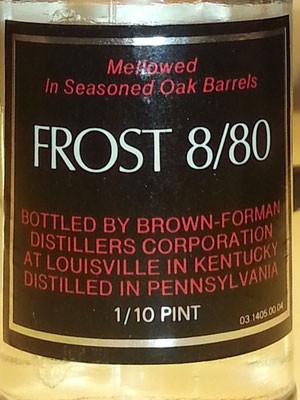 Mellowed
In Seasoned Oak Barrels
FROST 8/80
BOTTLED BY BROWN-FORMAN
DISTILLERS CORPORATION
AT LOUISVILLE IN KENTUCKY
DISTILLED IN PENNSYLVANIA
1/10 PINT
03.1405 00.04